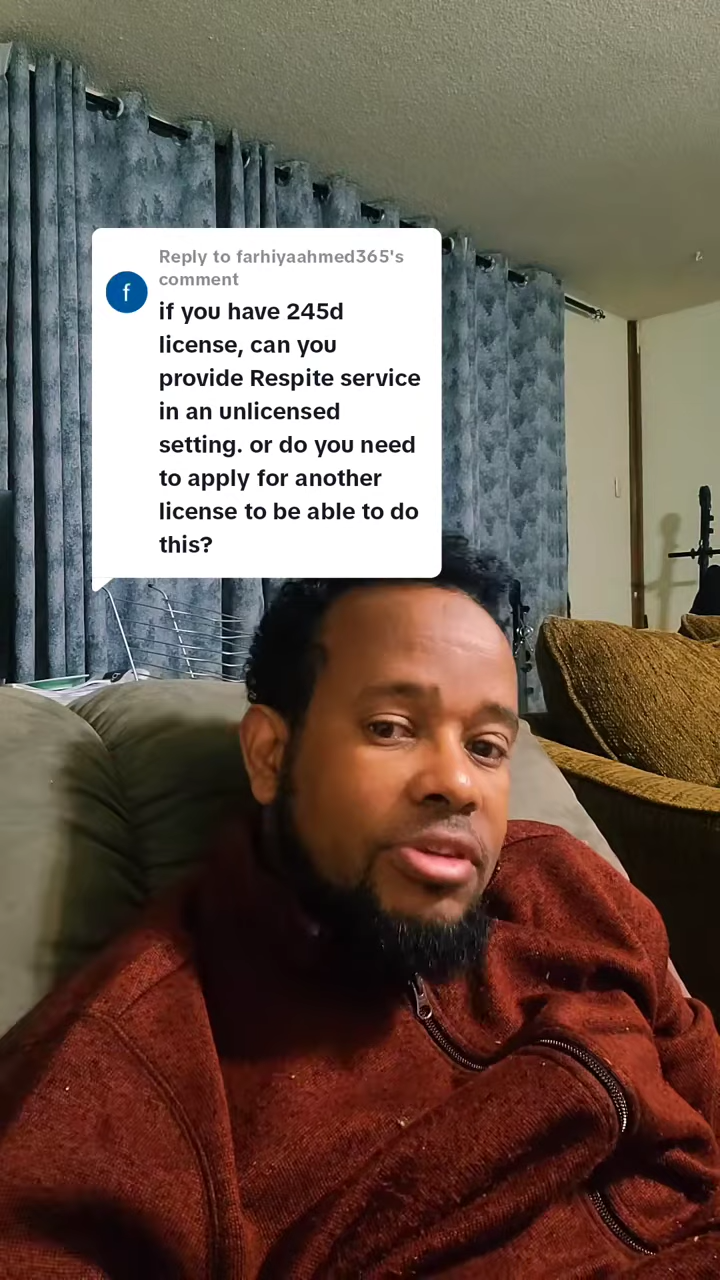 Reply to farhiyaahmed365's
comment
f
if you have 245d
license, can you
provide Respite service
in an unlicensed
setting. or do you need
to apply for another
license to be able to do
this?